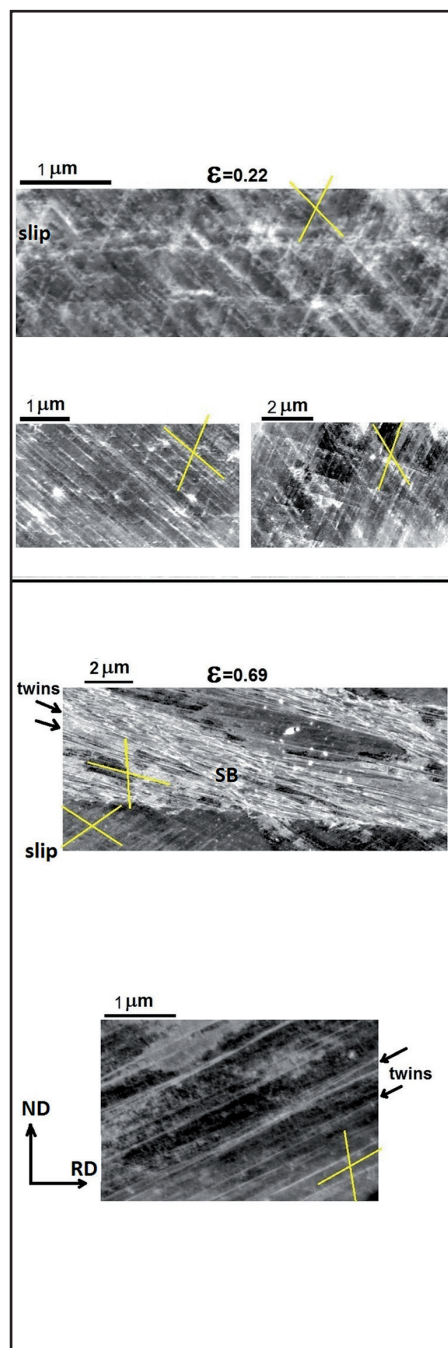 1 μm
ε=0.22
slip
1 μm
2 μm
2 μm
ε=0.69
twins
SB
slip
1 μm
twins
ND
RD